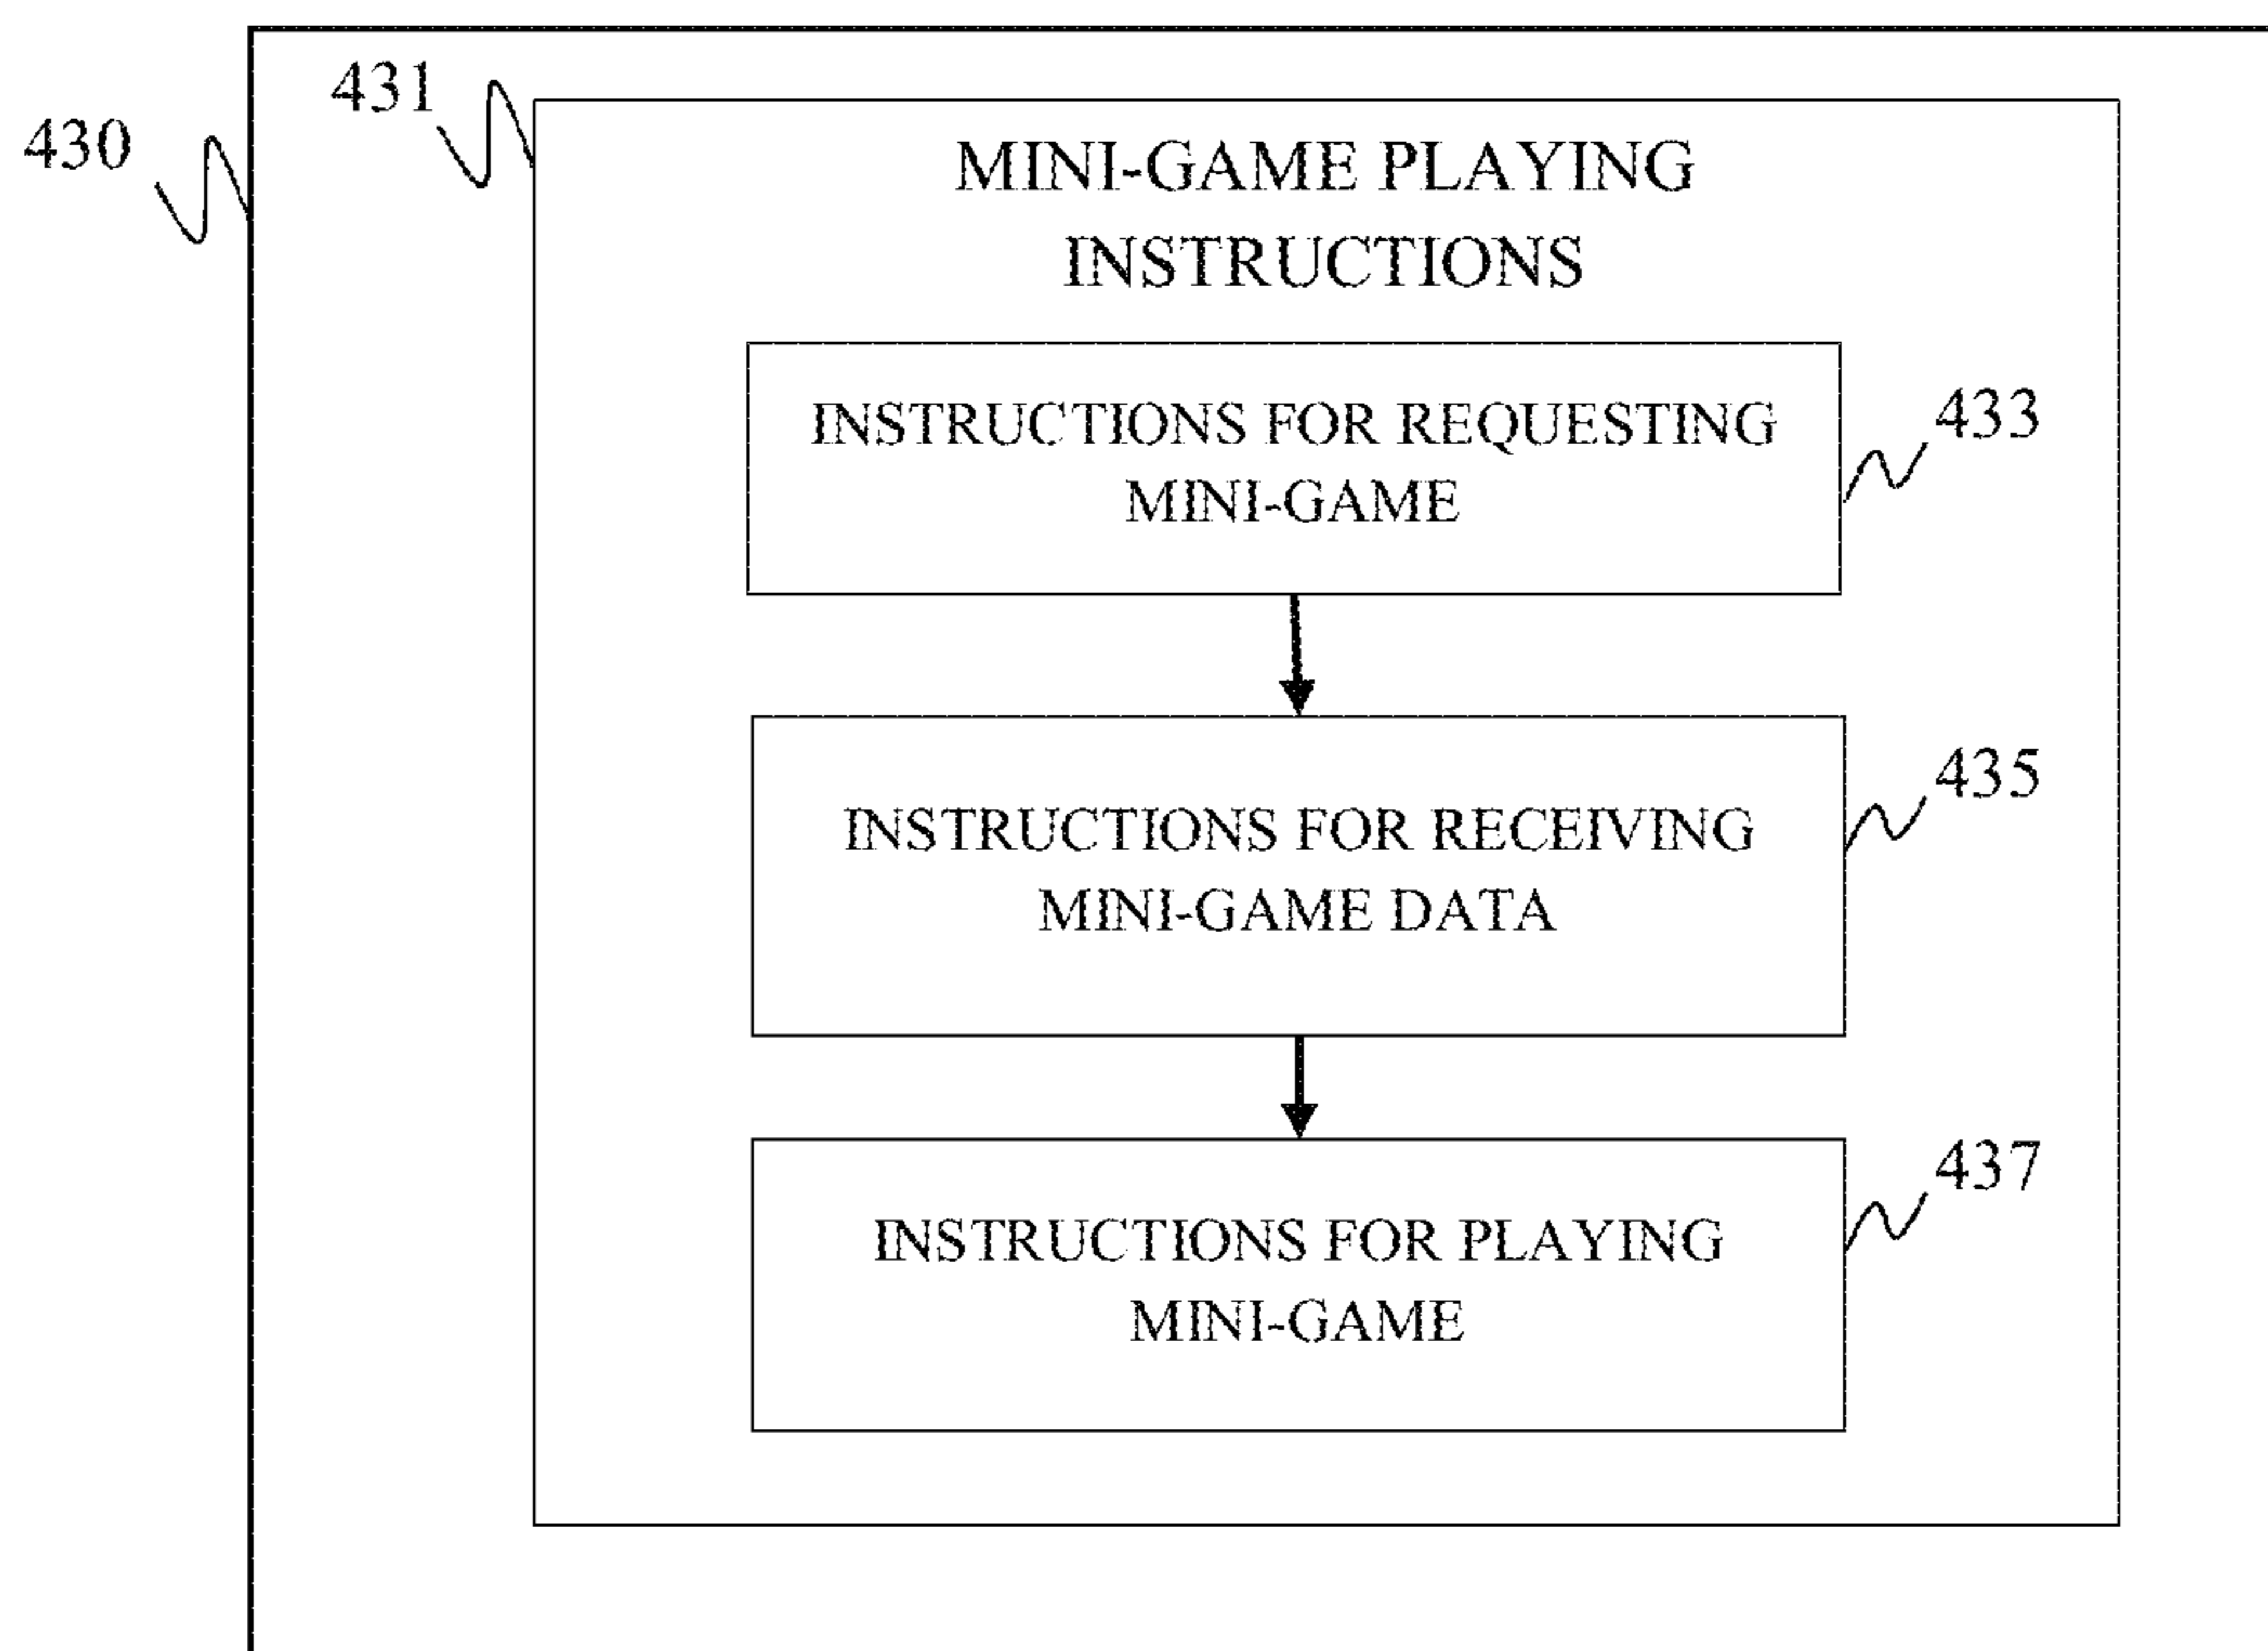 431
430
MINI-GAME PLAYING
INSTRUCTIONS
INSTRUCTIONS FOR REQUESTING
MINI-GAME
433
INSTRUCTIONS FOR RECEIVING
MINI-GAME DATA
435
INSTRUCTIONS FOR PLAYING
MINI-GAME
437